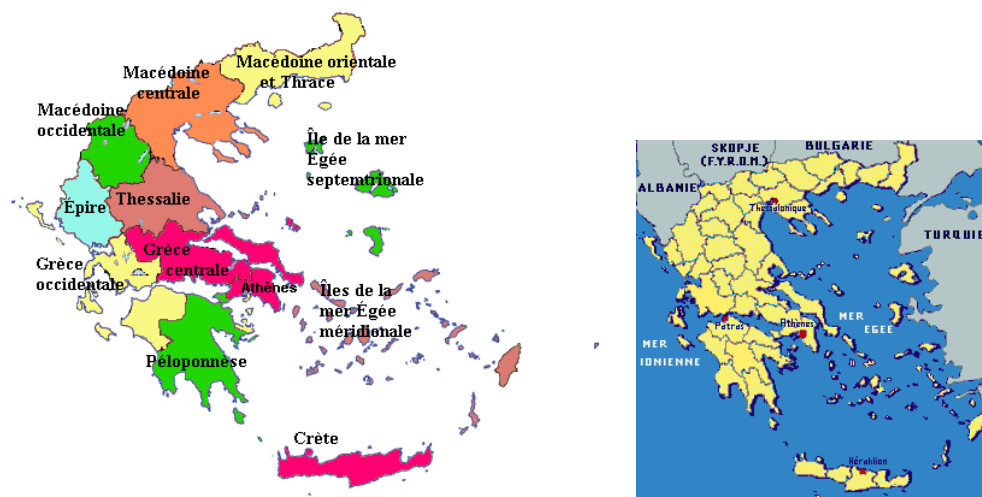 Macédoine orientale
et Thrace
Macédoine
centrale
Macédoine
occidentale
Île de la mer
Égée
septemtrionale
Épire
Thessalie
Grèce
centrale
Grèce
occidentale
Athènes
Îles de la
mer Égée
méridionale
Péloponnèse
Crète
SKOPJE
(F.Y.R.O.M.)
BULGARIE
ALBANIE
Thessalonique
TURQUIE
MER
EGEE
Patras
Athènes
MER
IONIENNE
Héraklion